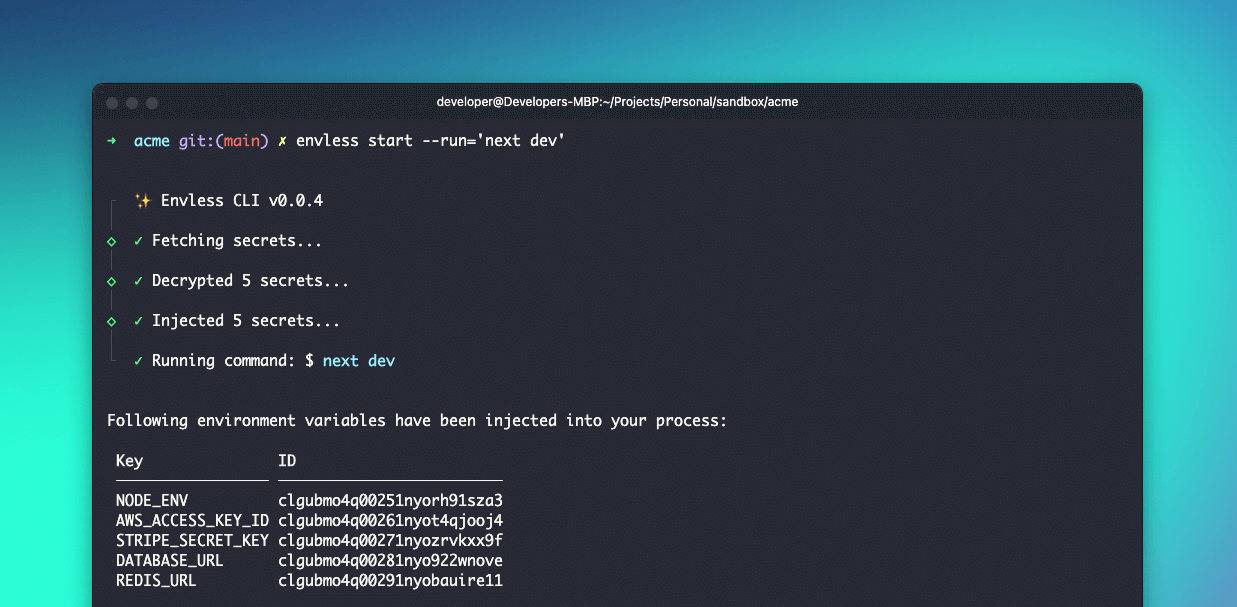 developer@Developers-MBP:~/Projects/Personal/sandbox/acme
➜ acme git:(main) ✗ envless start --run='next dev'
✨ Envless CLI v0.0.4
◇ ✓ Fetching secrets...
◇ ✓ Decrypted 5 secrets...
◇ ✓ Injected 5 secrets...
✓ Running command: $ next dev
Following environment variables have been injected into your process:
Key ID
NODE_ENV clgubmo4q00251nyorh91sza3
AWS_ACCESS_KEY_ID clgubmo4q00261nyot4qjooj4
STRIPE_SECRET_KEY clgubmo4q00271nyozrvkxx9f
DATABASE_URL clgubmo4q00281nyo922wnove
REDIS_URL clgubmo4q00291nyobauire11